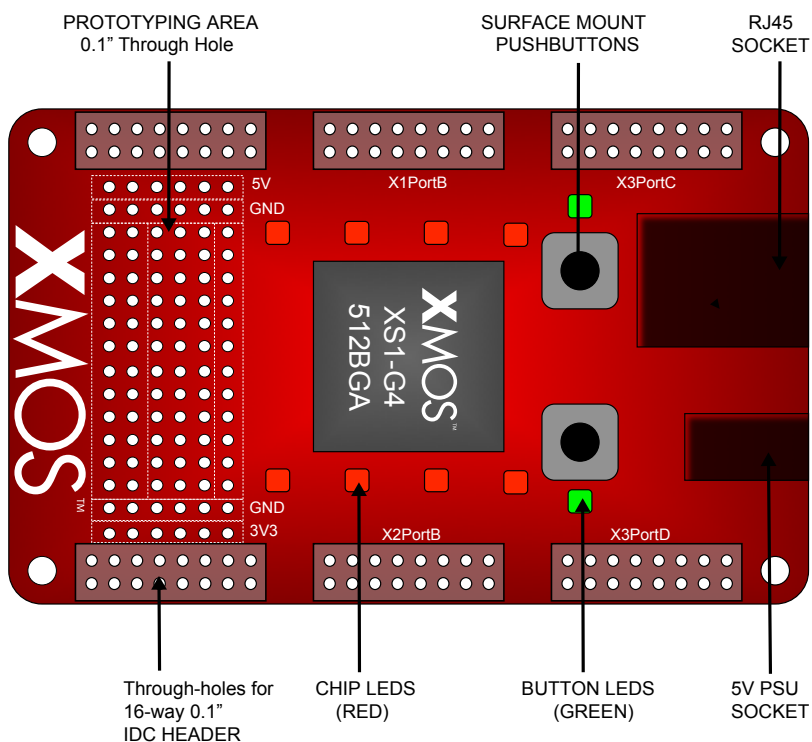 PROTOTYPING AREA
0.1” Through Hole
SURFACE MOUNT
PUSHBUTTONS
RJ45
SOCKET
5V
X1PortB
X3PortC
GND
XMOS
XMOS™
XS1-G4
512BGA
™
GND
3V3
X2PortB
X3PortD
Through-holes for
16-way 0.1”
IDC HEADER
CHIP LEDS
(RED)
BUTTON LEDS
(GREEN)
5V PSU
SOCKET